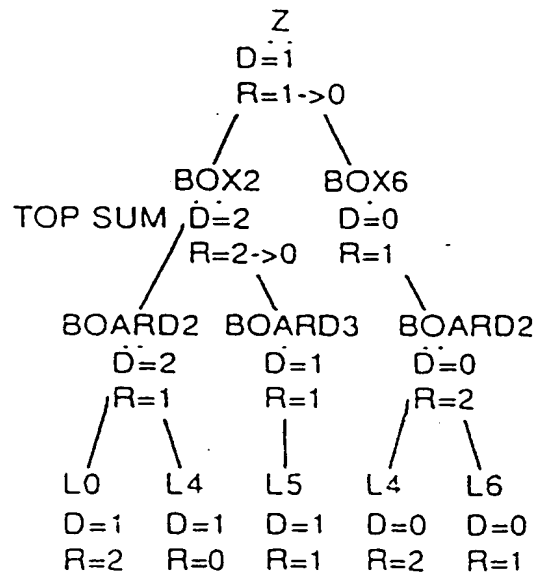 Z
D=1
R=1->0
BOX2 BOX6
TOP SUM D=2 D=0
R=2->0 R=1
BOARD2 BOARD3 BOARD2
D=2 D=1 D=0
R=1 R=1 R=2
L0 L4 L5 L4 L6
D=1 D=1 D=1 D=0 D=0
R=2 R=0 R=1 R=2 R=1